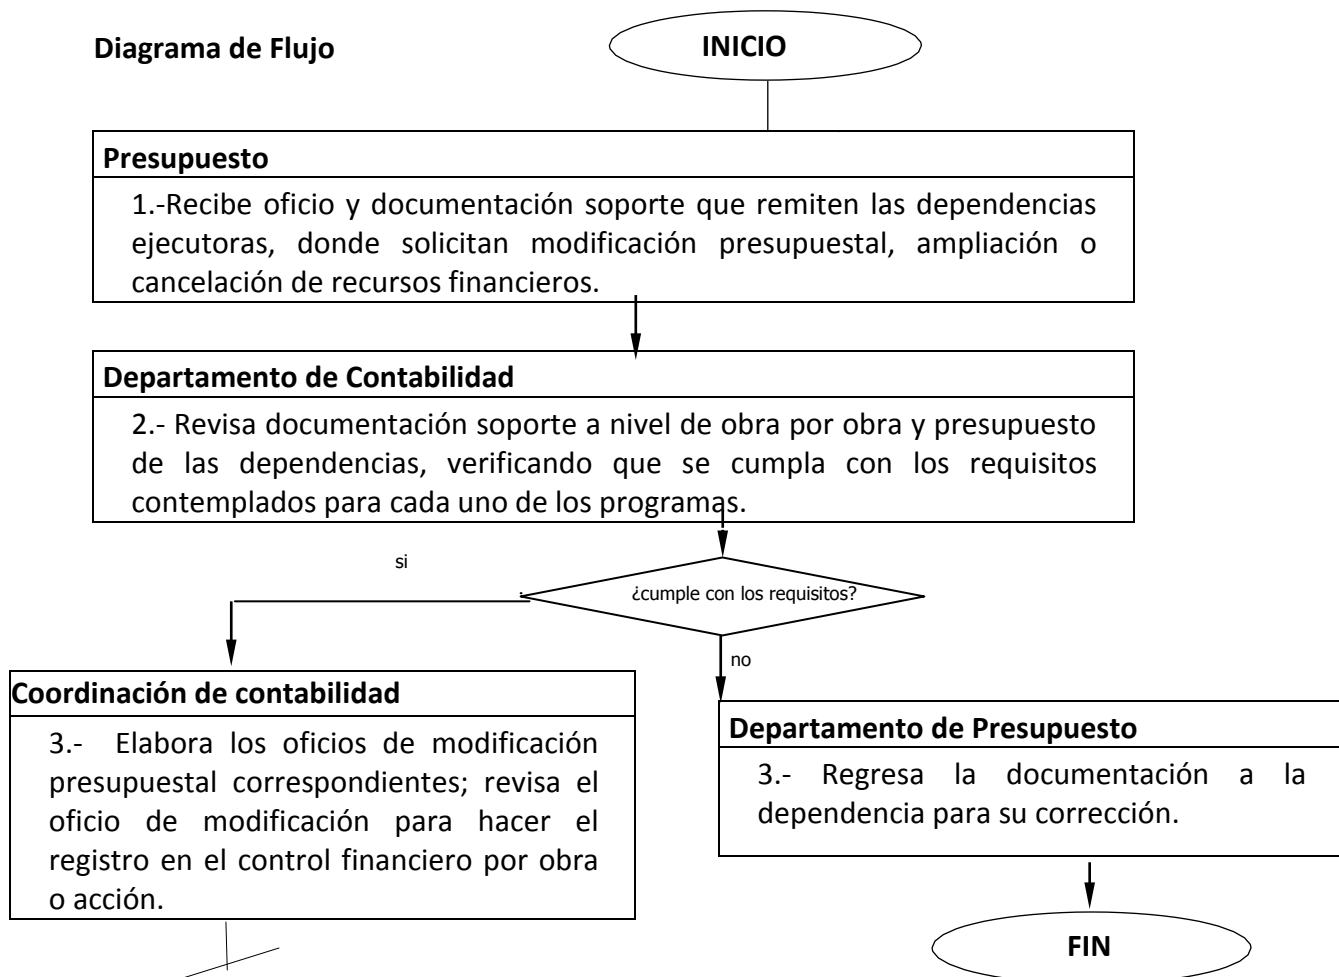 Diagrama de Flujo
INICIO
Presupuesto
1.-Recibe oficio y documentación soporte que remiten las dependencias
ejecutoras, donde solicitan modificación presupuestal, ampliación o
cancelación de recursos financieros.
Departamento de Contabilidad
2.- Revisa documentación soporte a nivel de obra por obra y presupuesto
de las dependencias, verificando que se cumpla con los requisitos
contemplados para cada uno de los programas.
si
¿cumple con los requisitos?
no
Coordinación de contabilidad
3.- Elabora los oficios de modificación
presupuestal correspondientes; revisa el
oficio de modificación para hacer el
registro en el control financiero por obra
o acción.
Departamento de Presupuesto
3.- Regresa la documentación a la
dependencia para su corrección.
FIN